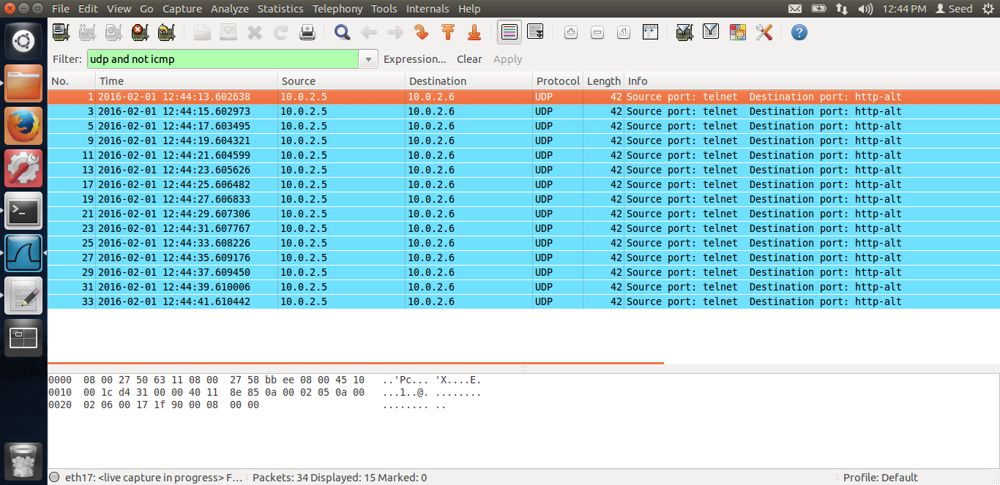 File Edit View Go Capture Analyze Statistics Telephony Tools Internals Help 12:44 PM Seed
Filter: udp and not icmp Expression... Clear Apply
No. Time Source Destination Protocol Length Info
1 2016-02-01 12:44:13.602638 10.0.2.5 10.0.2.6 UDP 42 Source port: telnet Destination port: http-alt
3 2016-02-01 12:44:15.602973 10.0.2.5 10.0.2.6 UDP 42 Source port: telnet Destination port: http-alt
5 2016-02-01 12:44:17.603495 10.0.2.5 10.0.2.6 UDP 42 Source port: telnet Destination port: http-alt
9 2016-02-01 12:44:19.604321 10.0.2.5 10.0.2.6 UDP 42 Source port: telnet Destination port: http-alt
11 2016-02-01 12:44:21.604599 10.0.2.5 10.0.2.6 UDP 42 Source port: telnet Destination port: http-alt
13 2016-02-01 12:44:23.605626 10.0.2.5 10.0.2.6 UDP 42 Source port: telnet Destination port: http-alt
17 2016-02-01 12:44:25.606482 10.0.2.5 10.0.2.6 UDP 42 Source port: telnet Destination port: http-alt
19 2016-02-01 12:44:27.606833 10.0.2.5 10.0.2.6 UDP 42 Source port: telnet Destination port: http-alt
21 2016-02-01 12:44:29.607306 10.0.2.5 10.0.2.6 UDP 42 Source port: telnet Destination port: http-alt
23 2016-02-01 12:44:31.607767 10.0.2.5 10.0.2.6 UDP 42 Source port: telnet Destination port: http-alt
25 2016-02-01 12:44:33.608226 10.0.2.5 10.0.2.6 UDP 42 Source port: telnet Destination port: http-alt
27 2016-02-01 12:44:35.609176 10.0.2.5 10.0.2.6 UDP 42 Source port: telnet Destination port: http-alt
29 2016-02-01 12:44:37.609450 10.0.2.5 10.0.2.6 UDP 42 Source port: telnet Destination port: http-alt
31 2016-02-01 12:44:39.610006 10.0.2.5 10.0.2.6 UDP 42 Source port: telnet Destination port: http-alt
33 2016-02-01 12:44:41.610442 10.0.2.5 10.0.2.6 UDP 42 Source port: telnet Destination port: http-alt
0000 08 00 27 50 63 11 08 00 27 58 bb ee 08 00 45 10 ..'Pc... 'X....E.
0010 00 1c d4 31 00 00 40 11 8e 85 0a 00 02 05 0a 00 ...1..@. ........
0020 02 06 00 17 1f 90 00 08 00 00 ........ ..
eth17: <live capture in progress> F... Packets: 34 Displayed: 15 Marked: 0 Profile: Default